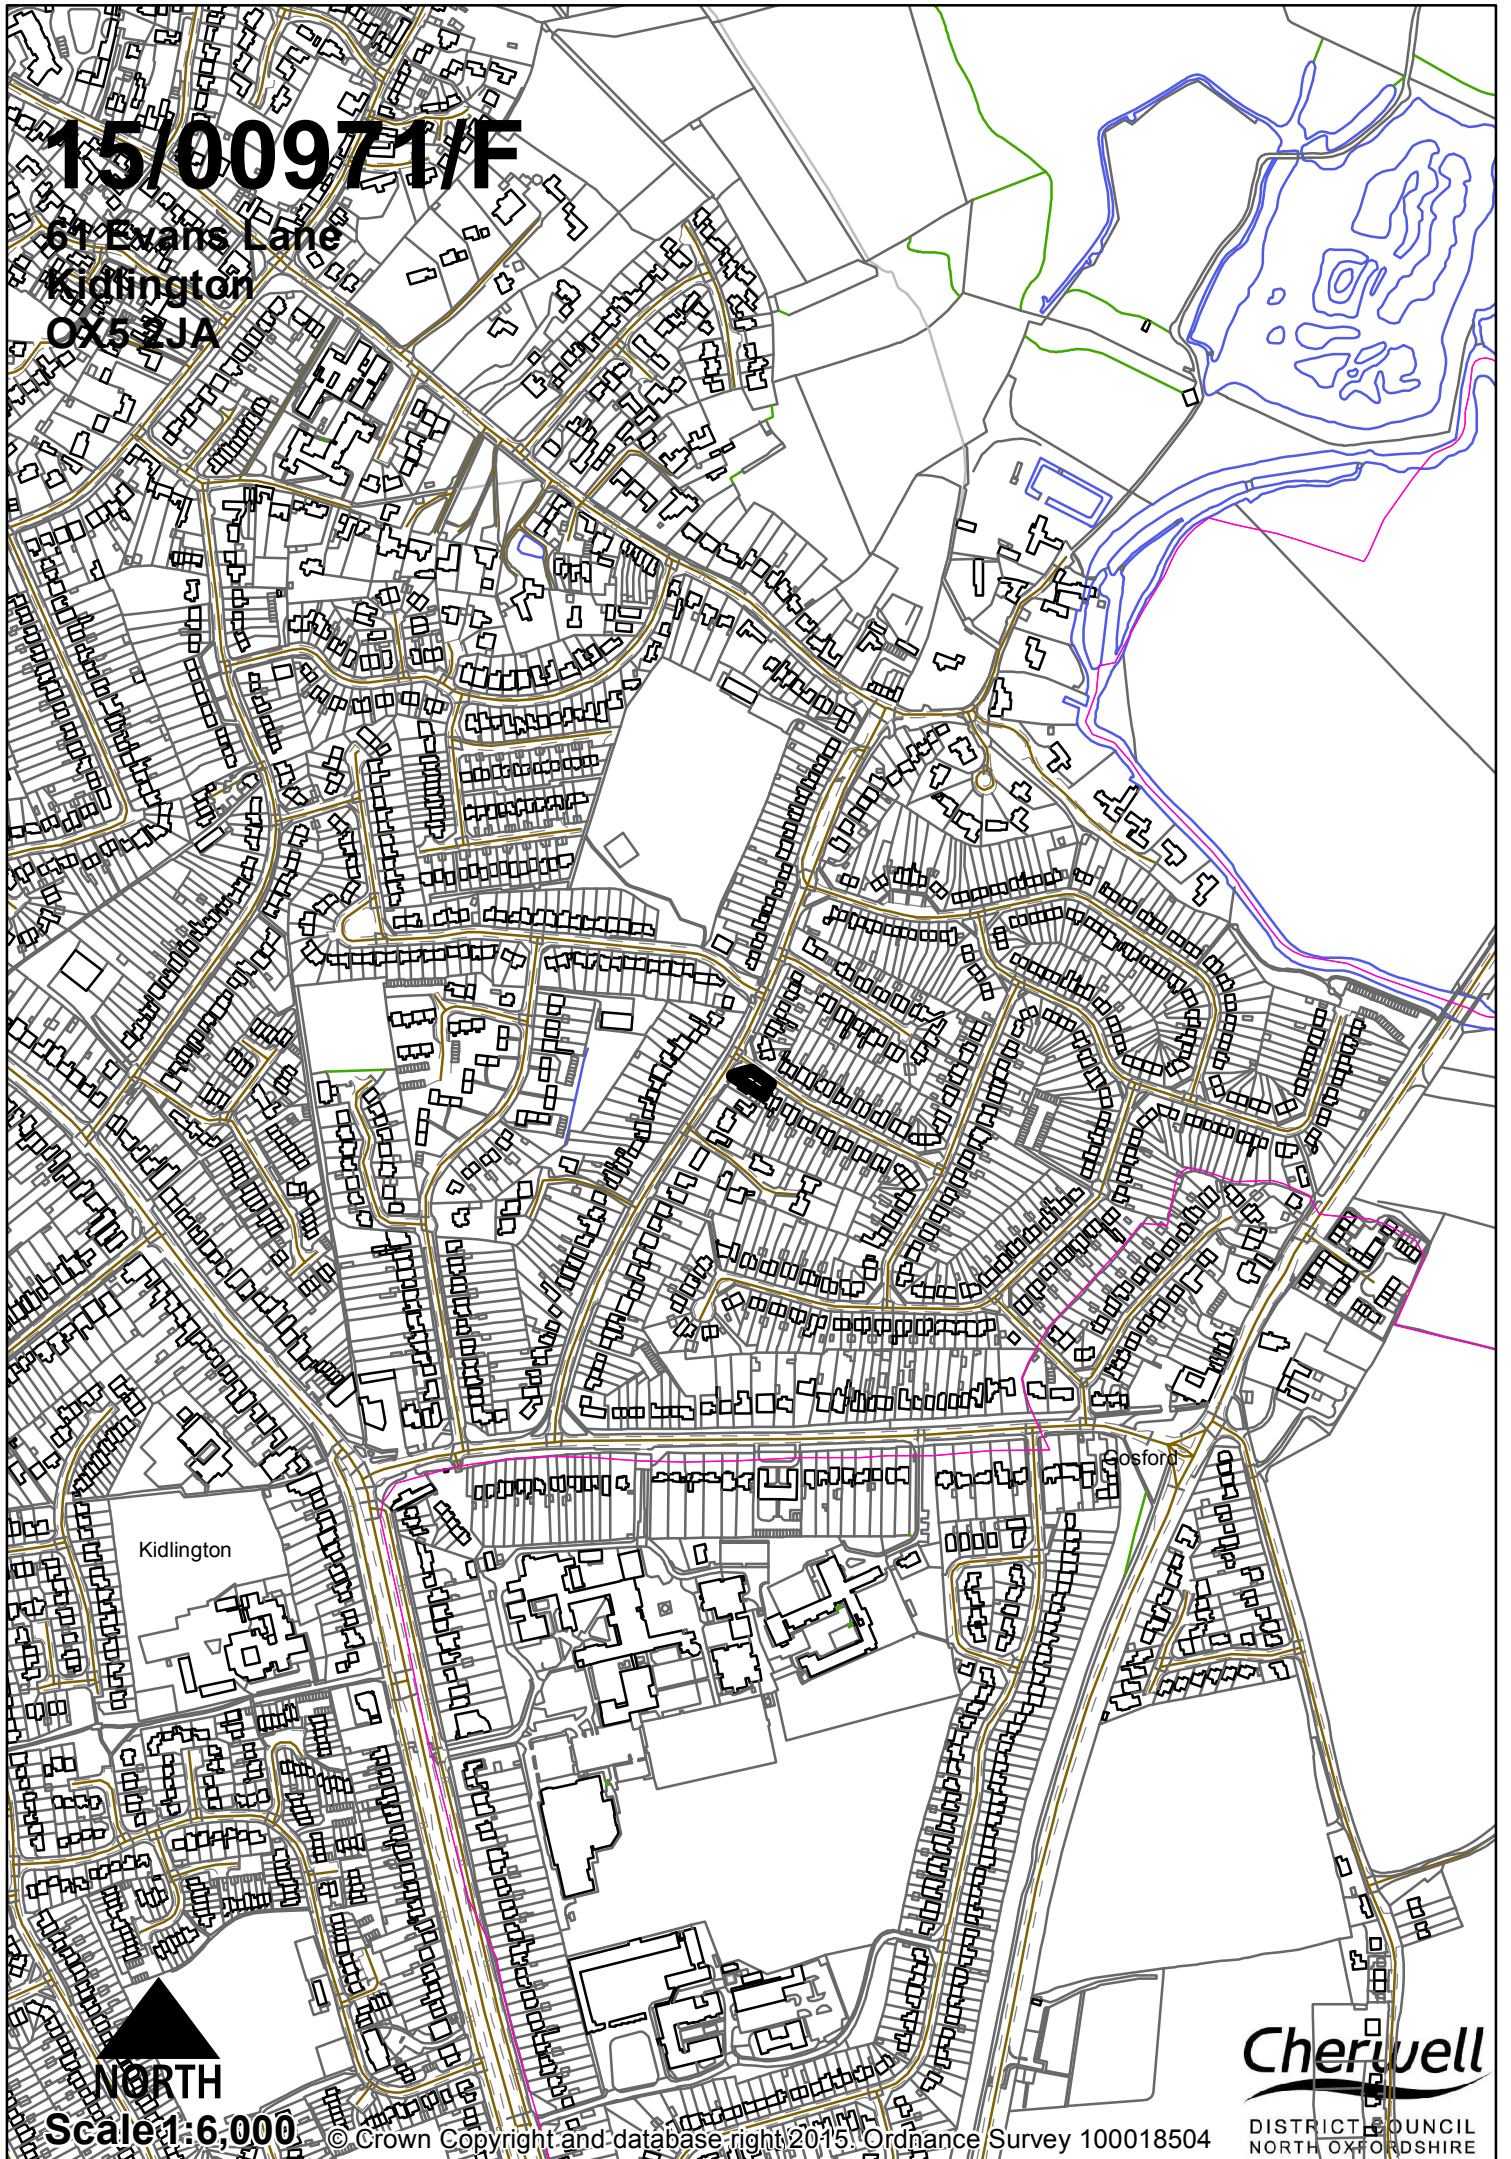 15/00971/F
61 Evans Lane
Kidlington
OX5 2JA
Gosford
Kidlington
NORTH
Scale 1:6,000
© Crown Copyright and database right 2015. Ordnance Survey 100018504
Cherwell
DISTRICT COUNCIL
NORTH OXFORDSHIRE